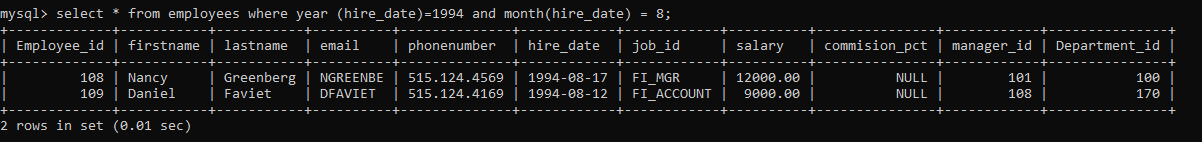 mysql> select * from employees where year (hire_date)=1994 and month(hire_date) = 8;
+-------------+-----------+-----------+----------+--------------+------------+------------+----------+---------------+------------+---------------+
| Employee_id | firstname | lastname  | email    | phonenumber  | hire_date  | job_id     | salary   | commision_pct | manager_id | Department_id |
+-------------+-----------+-----------+----------+--------------+------------+------------+----------+---------------+------------+---------------+
|         108 | Nancy     | Greenberg | NGREENBE | 515.124.4569 | 1994-08-17 | FI_MGR     | 12000.00 |          NULL |        101 |           100 |
|         109 | Daniel    | Faviet    | DFAVIET  | 515.124.4169 | 1994-08-12 | FI_ACCOUNT |  9000.00 |          NULL |        108 |           170 |
+-------------+-----------+-----------+----------+--------------+------------+------------+----------+---------------+------------+---------------+
2 rows in set (0.01 sec)